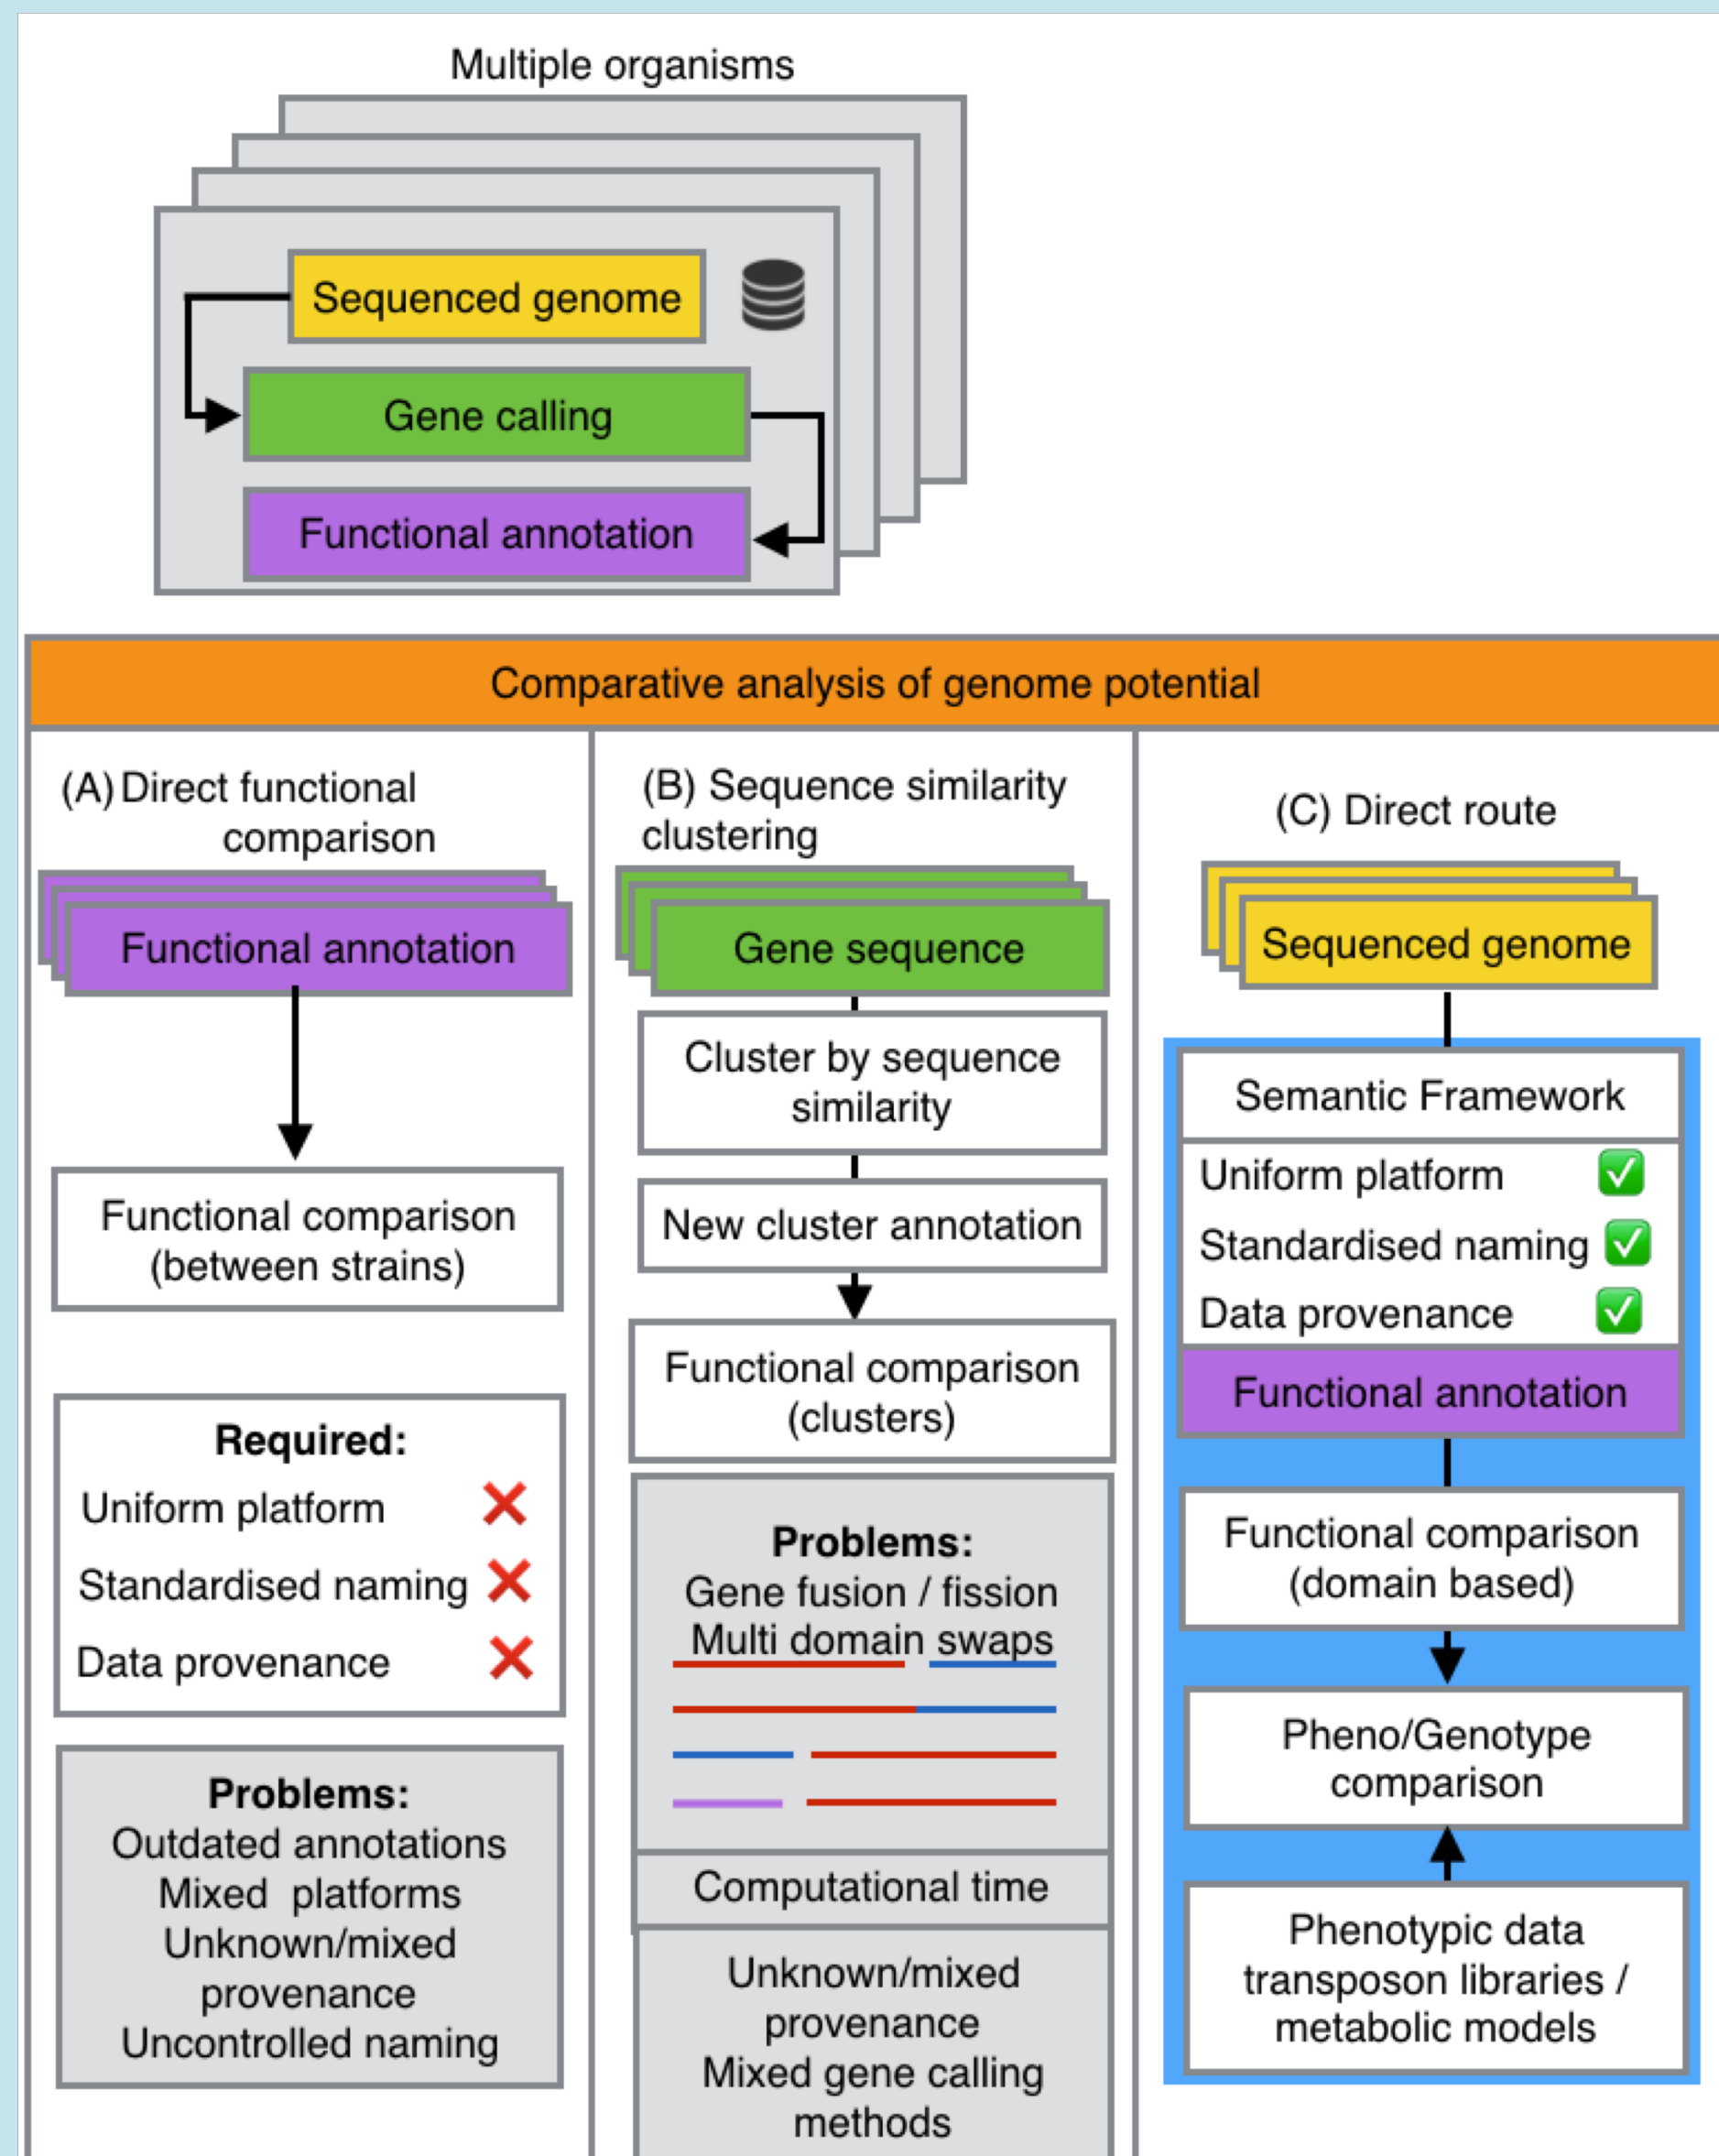 Multiple organisms
Sequenced genome
Gene calling
Functional annotation
Comparative analysis of genome potential
(A) Direct functional
comparison
Functional annotation
Functional comparison
(between strains)
Required:
Uniform platform
Standardised naming
Data provenance
Problems:
Outdated annotations
Mixed platforms
Unknown/mixed
provenance
Uncontrolled naming
(B) Sequence similarity
clustering
Gene sequence
Cluster by sequence
similarity
New cluster annotation
Functional comparison
(clusters)
Problems:
Gene fusion / fission
Multi domain swaps
Computational time
Unknown/mixed
provenance
Mixed gene calling
methods
(C) Direct route
Sequenced genome
Semantic Framework
Uniform platform
Standardised naming
Data provenance
Functional annotation
Functional comparison
(domain based)
Pheno/Genotype
comparison
Phenotypic data
transposon libraries /
metabolic models